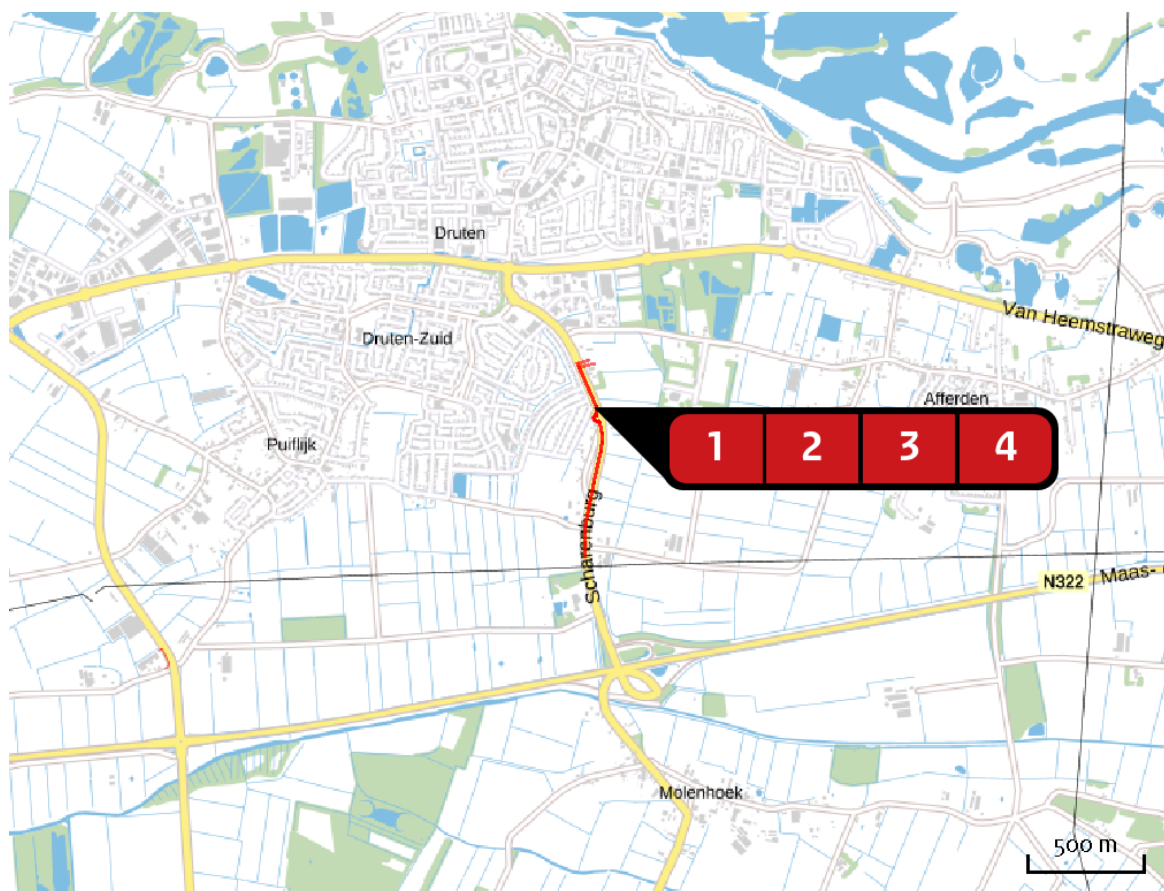 Druten
Van Heemstraweg
Druten-Zuid
Afferden
Puiflijk
1 2 3 4
Scharenburg
N322
Maas-
Molenhoek
500 m